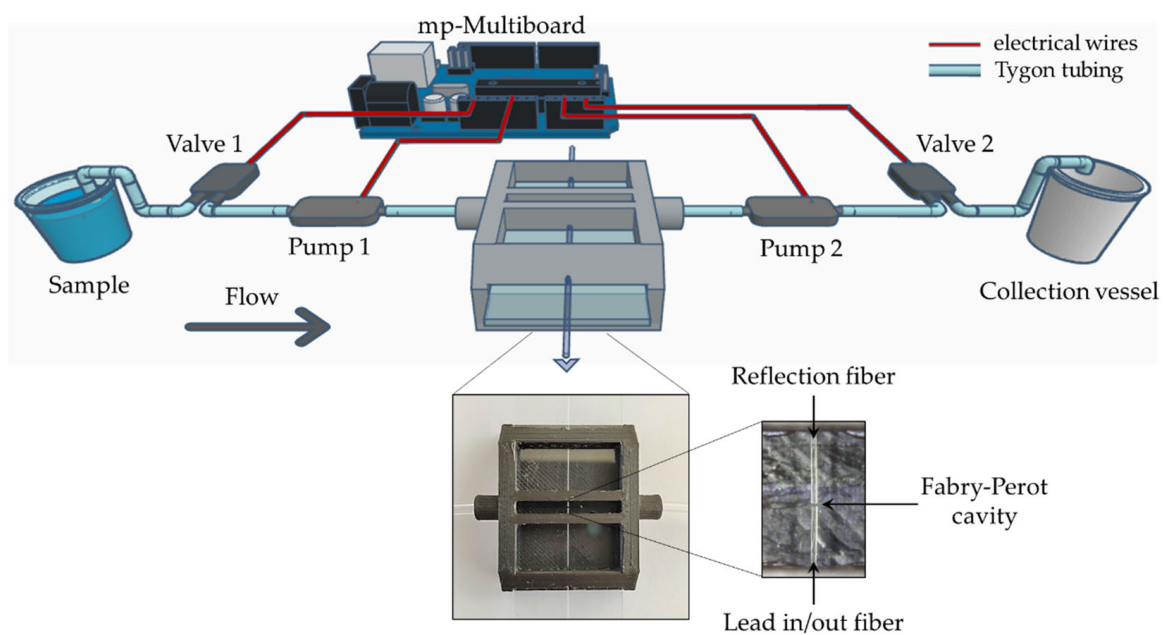 mp-Multiboard
electrical wires
Tygon tubing
Valve 1
Valve 2
Pump 1
Pump 2
Sample
Collection vessel
Flow
Reflection fiber
Fabry-Perot
cavity
Lead in/out fiber